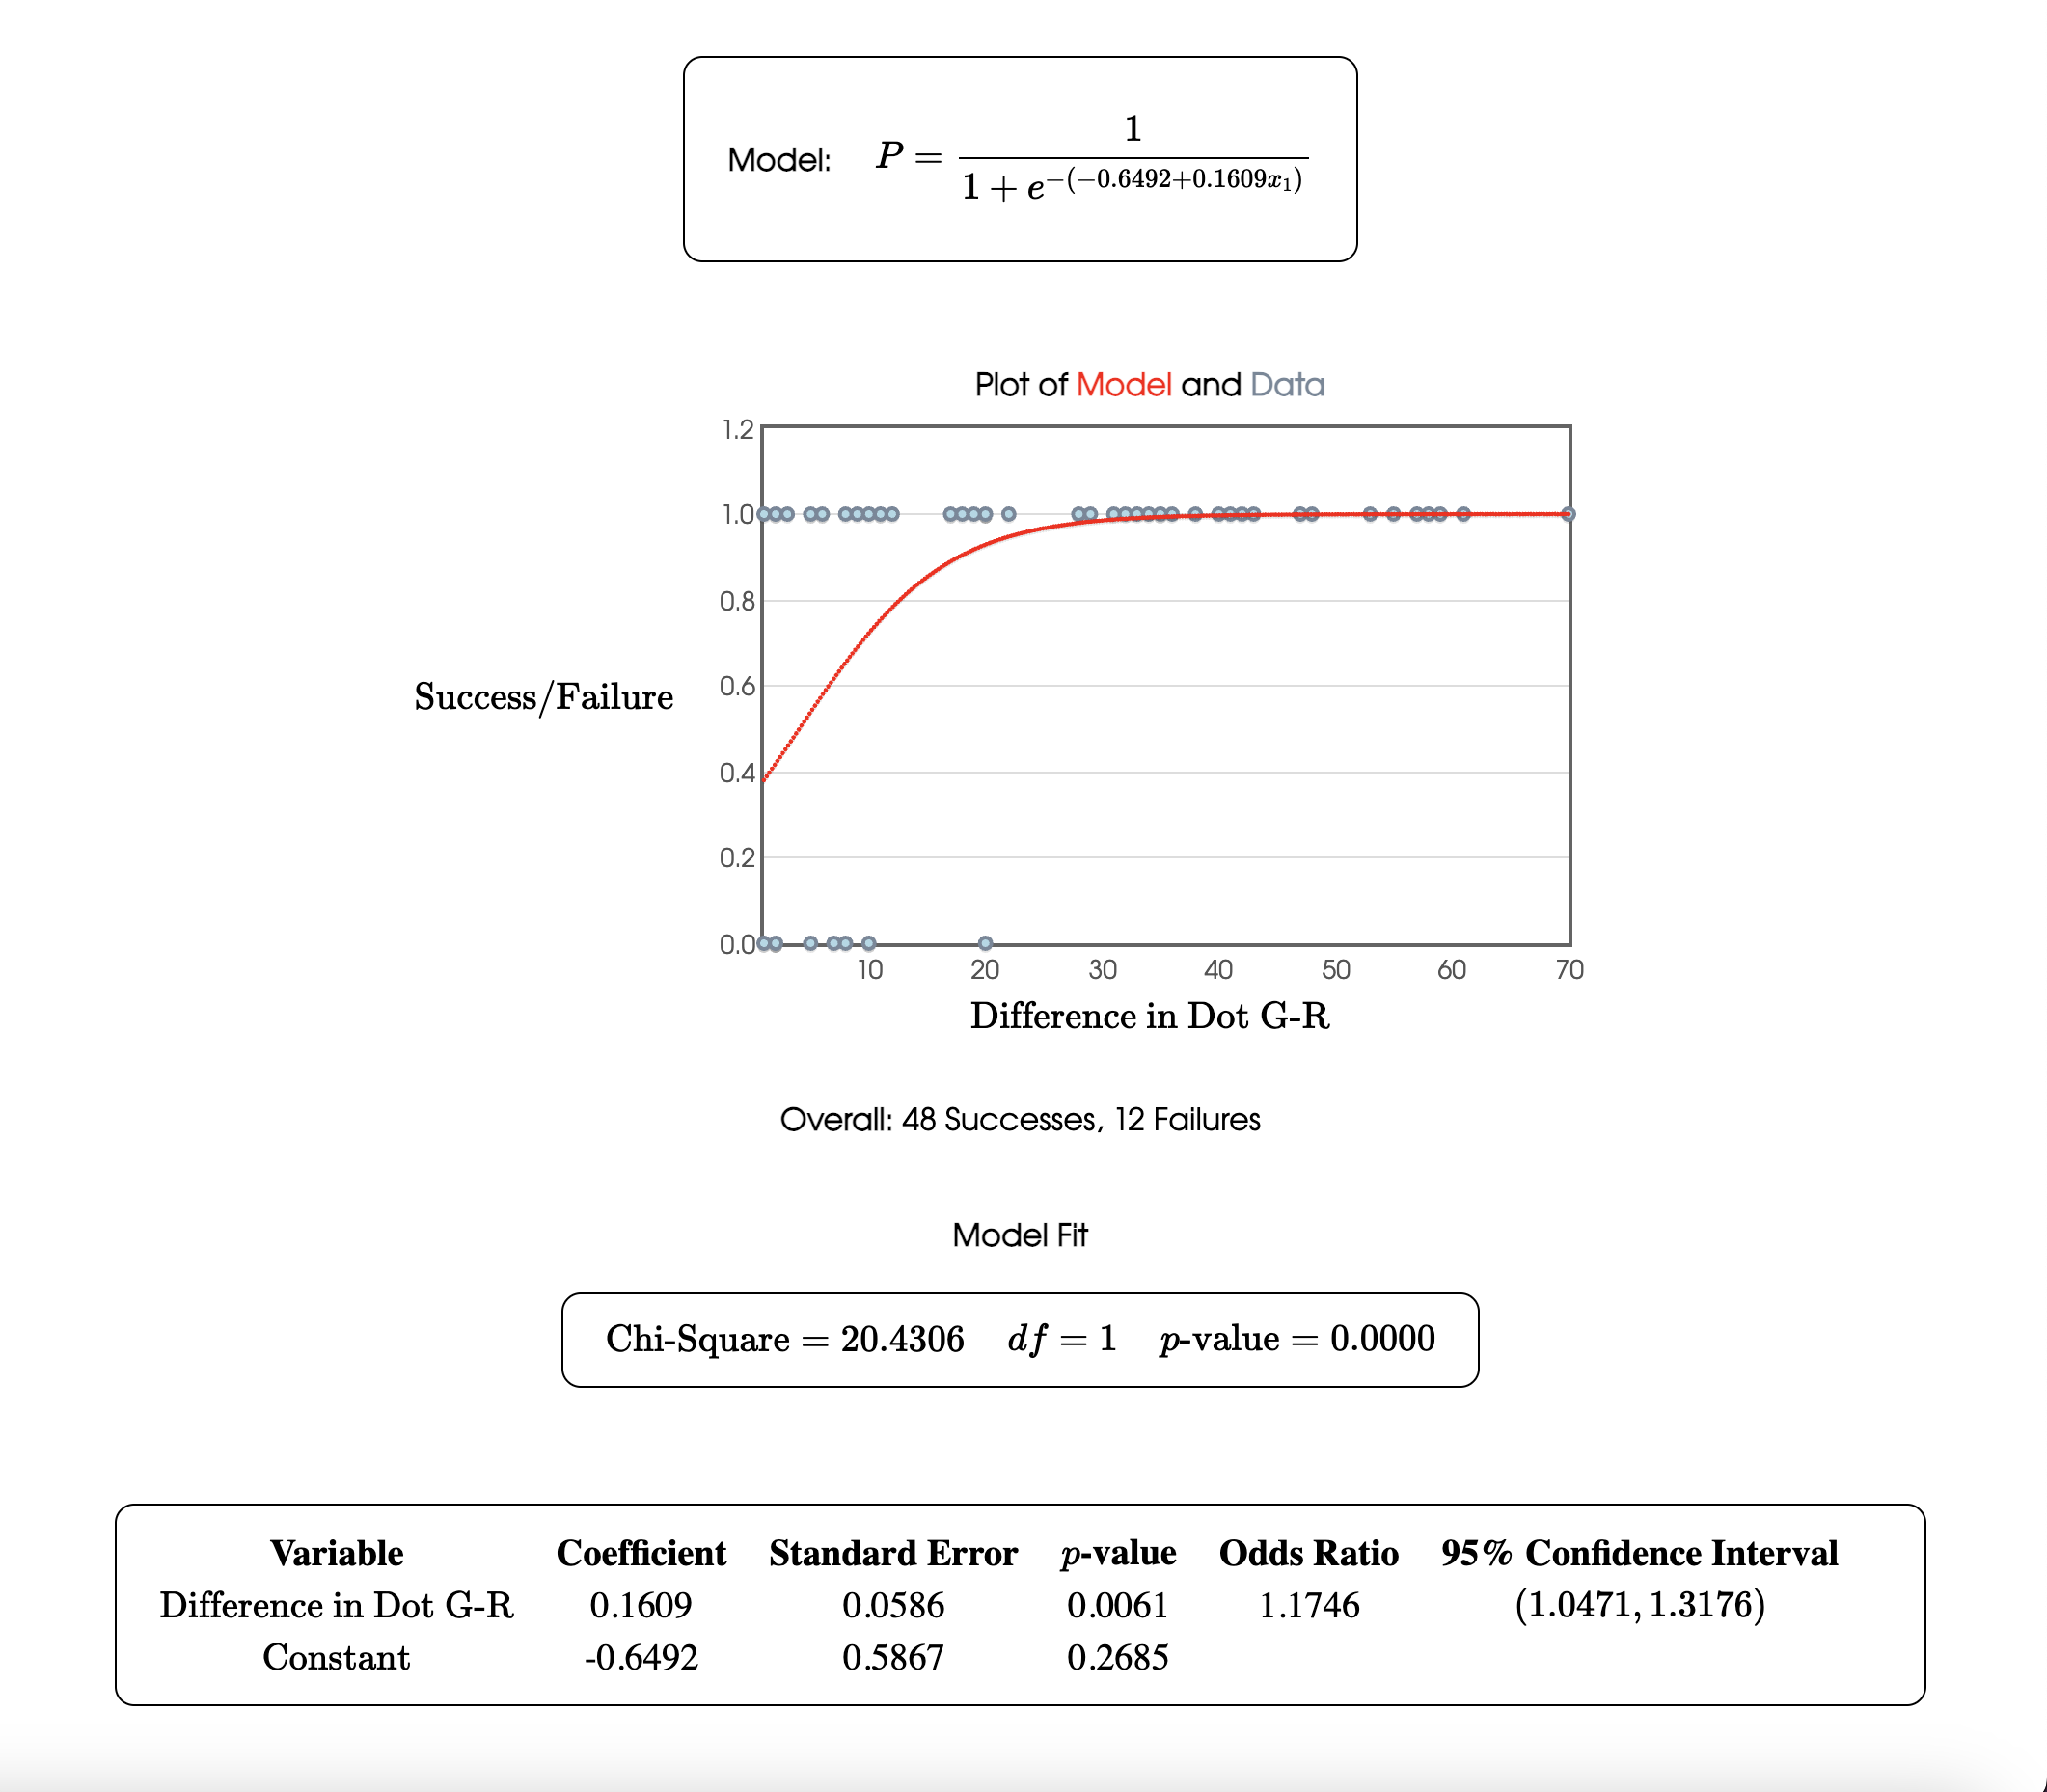 Model: P = 1 / (1 + e^−(−0.6492+0.1609x₁))
Plot of Model and Data
1.2
1.0
0.8
0.6
Success/Failure
0.4
0.2
0.0
10 20 30 40 50 60 70
Difference in Dot G-R
Overall: 48 Successes, 12 Failures
Model Fit
Chi-Square = 20.4306 df = 1 p-value = 0.0000
Variable Coefficient Standard Error p-value Odds Ratio 95% Confidence Interval
Difference in Dot G-R 0.1609 0.0586 0.0061 1.1746 (1.0471, 1.3176)
Constant -0.6492 0.5867 0.2685